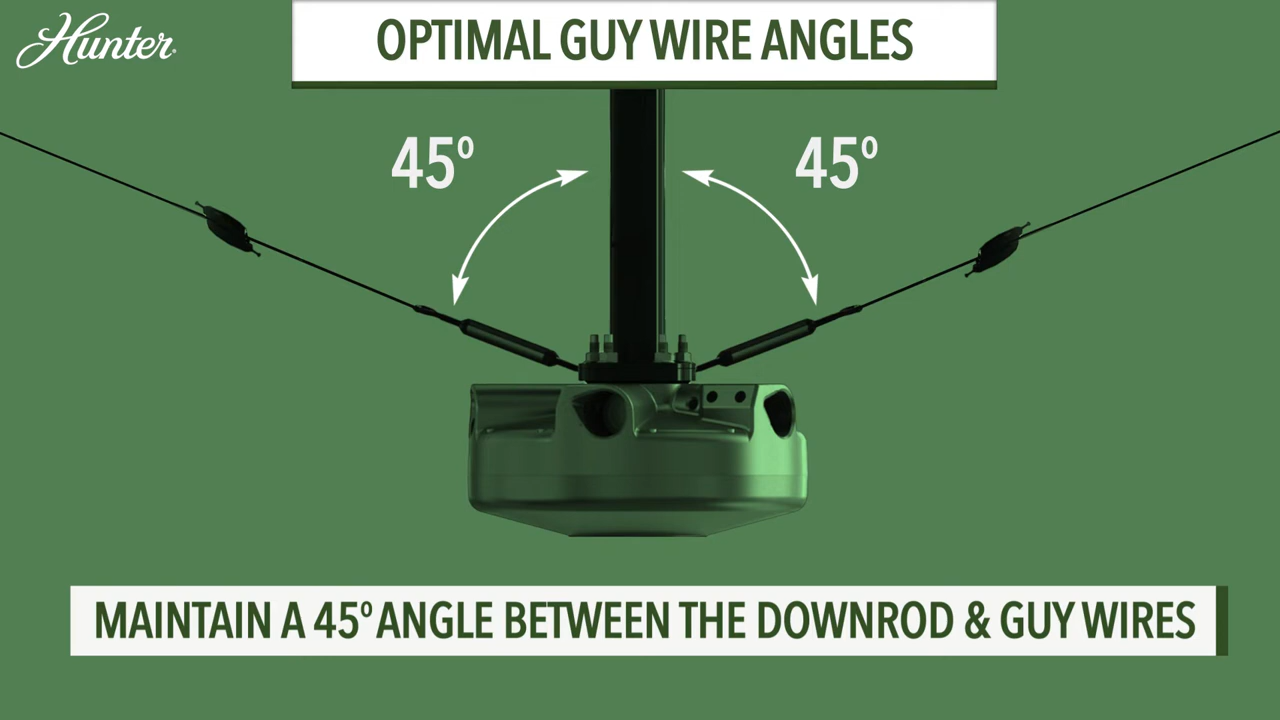 Hunter
OPTIMAL GUY WIRE ANGLES
45º
45º
MAINTAIN A 45º ANGLE BETWEEN THE DOWNROD & GUY WIRES